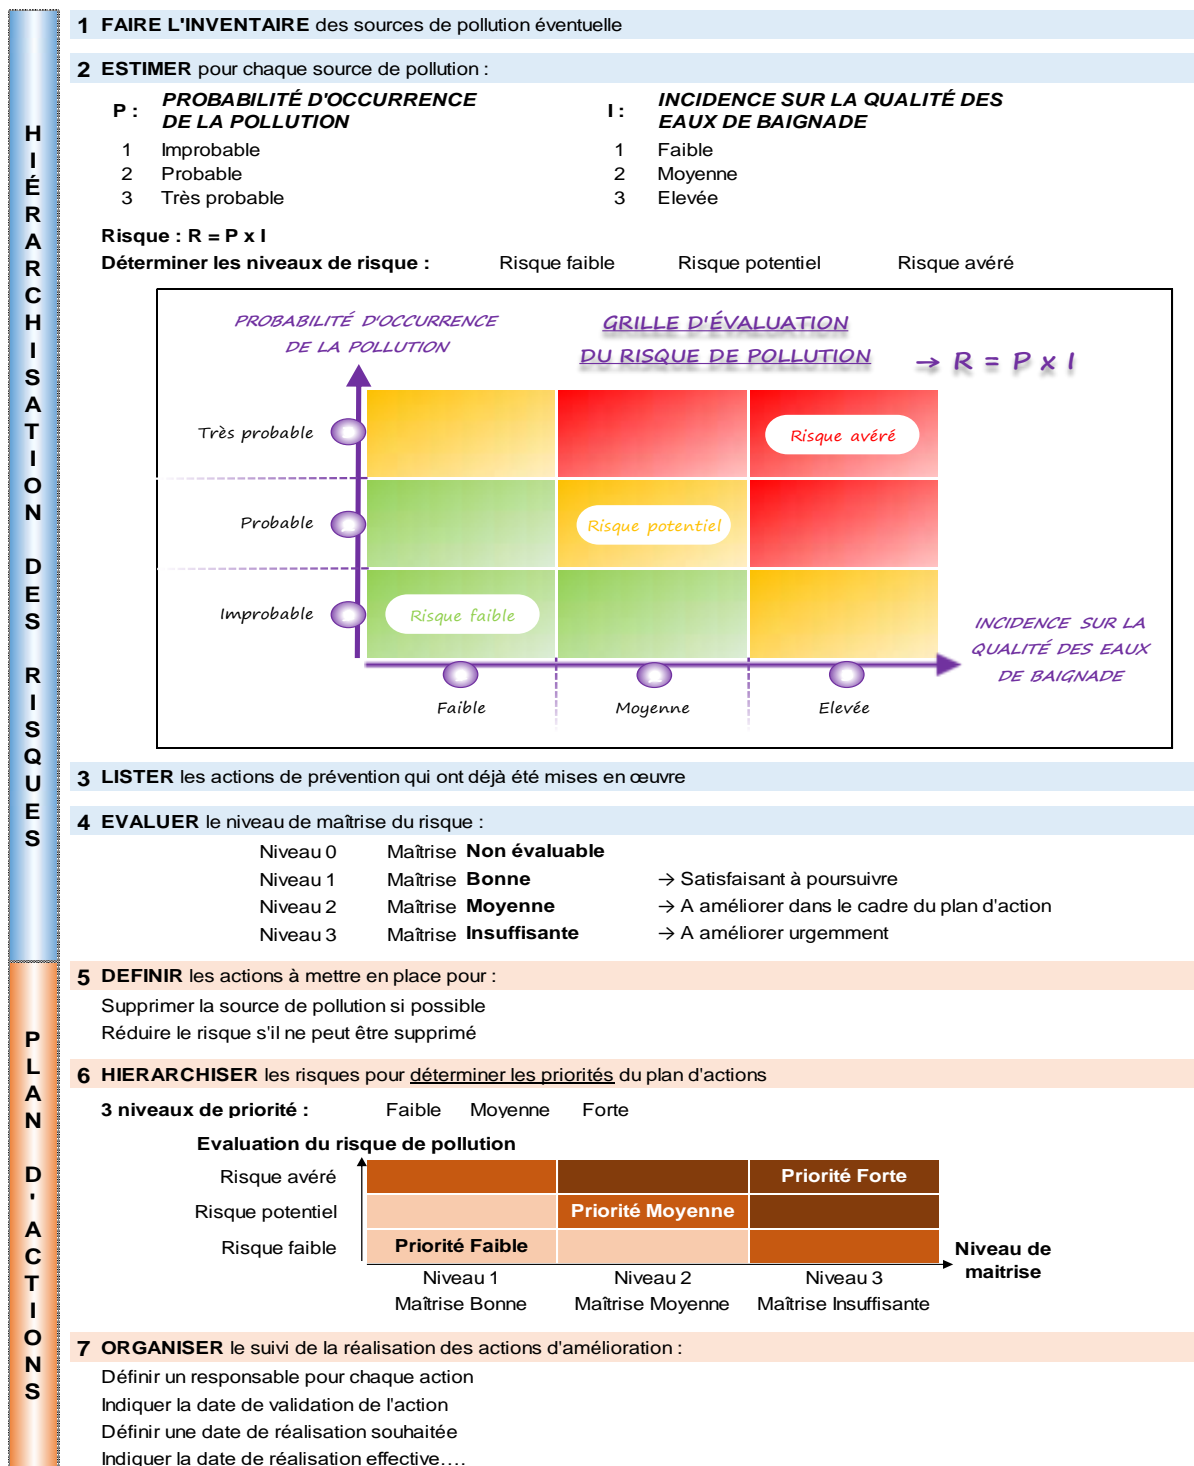 HIÉRARCHISATION DES RISQUES
1 FAIRE L'INVENTAIRE des sources de pollution éventuelle
2 ESTIMER pour chaque source de pollution :
P : PROBABILITÉ D'OCCURRENCE
DE LA POLLUTION
1 Improbable
2 Probable
3 Très probable
I : INCIDENCE SUR LA QUALITÉ DES
EAUX DE BAIGNADE
1 Faible
2 Moyenne
3 Elevée
Risque : R = P x I
Déterminer les niveaux de risque : Risque faible Risque potentiel Risque avéré
PROBABILITÉ D'OCCURRENCE
DE LA POLLUTION
GRILLE D'ÉVALUATION
DU RISQUE DE POLLUTION
→ R = P x I
Très probable
Risque avéré
Probable
Risque potentiel
Improbable
Risque faible
INCIDENCE SUR LA
QUALITÉ DES EAUX
DE BAIGNADE
Faible Moyenne Elevée
3 LISTER les actions de prévention qui ont déjà été mises en œuvre
4 EVALUER le niveau de maîtrise du risque :
Niveau 0 Maîtrise Non évaluable
Niveau 1 Maîtrise Bonne → Satisfaisant à poursuivre
Niveau 2 Maîtrise Moyenne → A améliorer dans le cadre du plan d'action
Niveau 3 Maîtrise Insuffisante → A améliorer urgemment
PLAN D'ACTIONS
5 DEFINIR les actions à mettre en place pour :
Supprimer la source de pollution si possible
Réduire le risque s'il ne peut être supprimé
6 HIERARCHISER les risques pour déterminer les priorités du plan d'actions
3 niveaux de priorité : Faible Moyenne Forte
Evaluation du risque de pollution
Risque avéré Priorité Forte
Risque potentiel Priorité Moyenne
Risque faible Priorité Faible
Niveau de
maitrise
Niveau 1 Niveau 2 Niveau 3
Maîtrise Bonne Maîtrise Moyenne Maîtrise Insuffisante
7 ORGANISER le suivi de la réalisation des actions d'amélioration :
Définir un responsable pour chaque action
Indiquer la date de validation de l'action
Définir une date de réalisation souhaitée
Indiquer la date de réalisation effective….